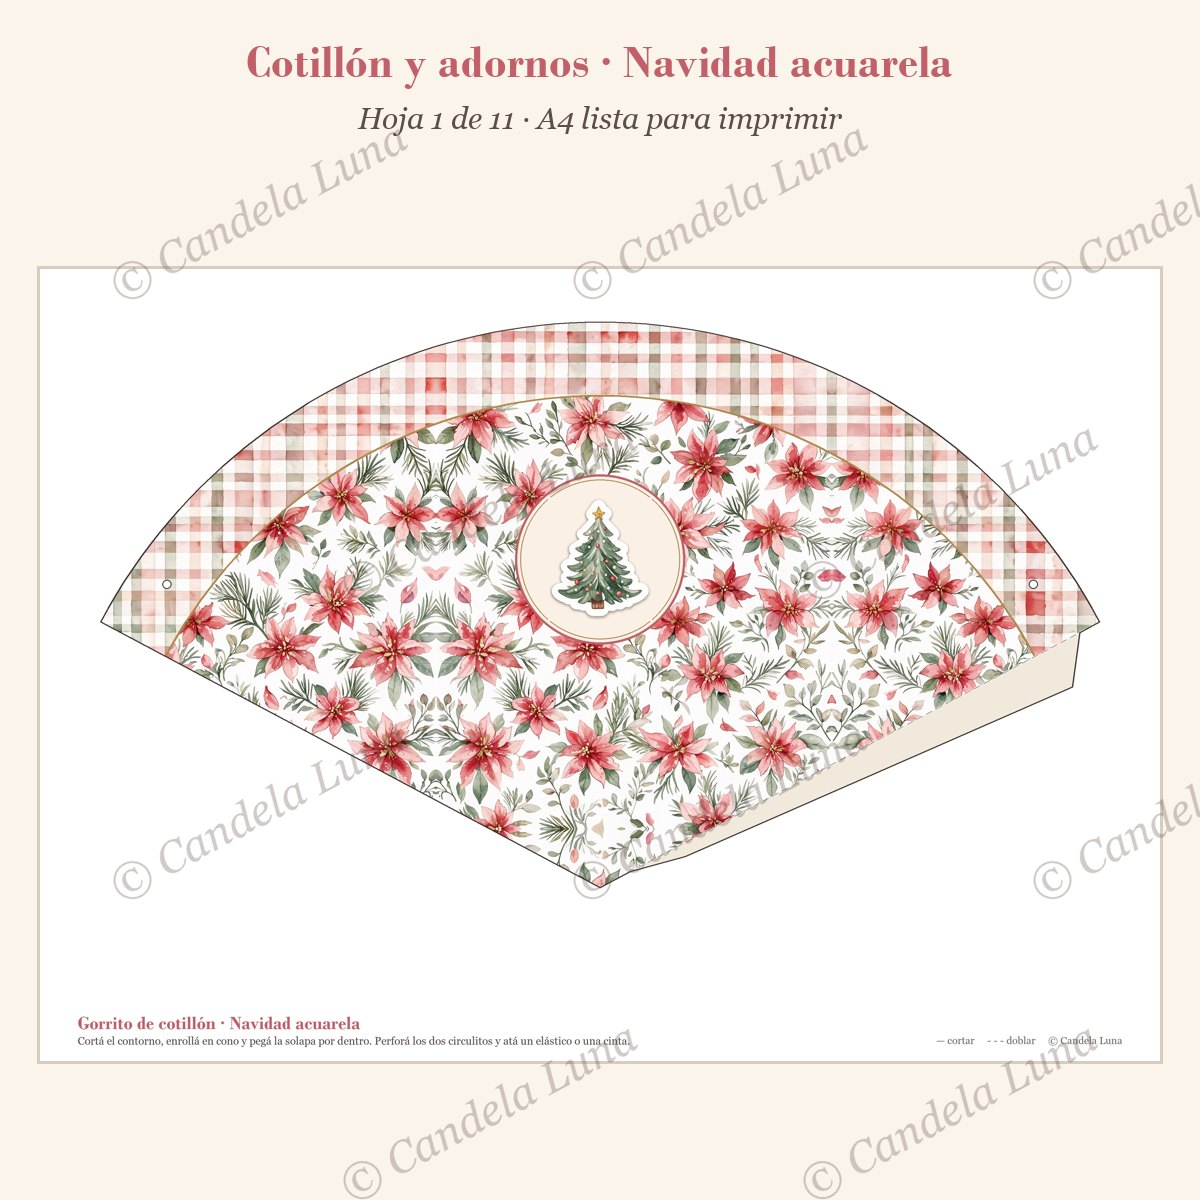 Cotillón y adornos · Navidad acuarela
Hoja 1 de 11 · A4 lista para imprimir
© Candela Luna
© Candela Luna
© Candela
Candela Luna
© Candela Luna
© Candela Luna
© Candela Luna
© Candela
Gorrito de cotillón · Navidad acuarela
Cortá el contorno, enrollá en cono y pegá la solapa por dentro. Perforá los dos circulitos y atá un elástico o una cinta.
— cortar - - - doblar © Candela Luna
© Candela Luna
© Candela Luna